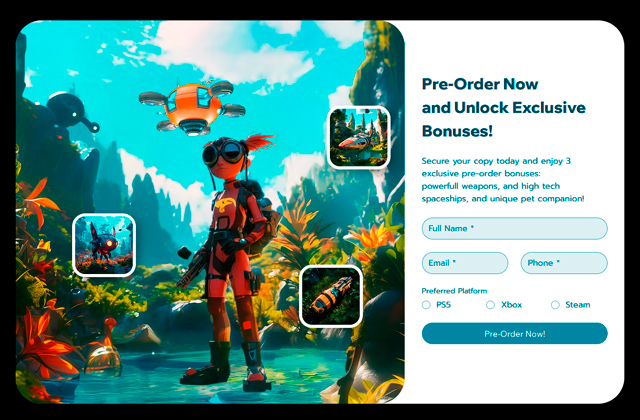 Pre-Order Now
and Unlock Exclusive
Bonuses!
Secure your copy today and enjoy 3
exclusive pre-order bonuses:
powerfull weapons, and high tech
spaceships, and unique pet companion!
Full Name *
Email *
Phone *
Preferred Platform
PS5
Xbox
Steam
Pre-Order Now!